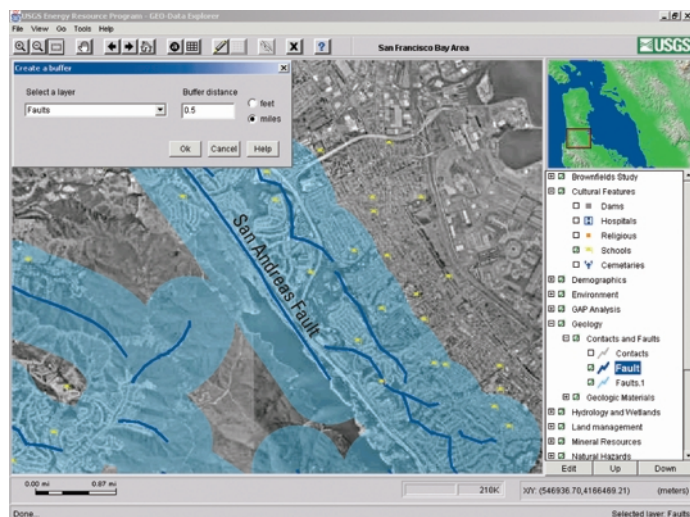 USGS Energy Resource Program - GEO-Data Explorer
File View Go Tools Help
San Francisco Bay Area
USGS
Create a buffer
Select a layer
Buffer distance
Faults
0.5
feet
miles
Ok Cancel Help
San Andreas Fault
Brownfields Study
Cultural Features
Dams
Hospitals
Religious
Schools
Cemetaries
Demographics
Environment
GAP Analysis
Geology
Contacts and Faults
Contacts
Fault
Faults.1
Geologic Materials
Hydrology and Wetlands
Land management
Mineral Resources
Natural Hazards
Edit Up Down
0.00 mi 0.87 mi
210K
X/Y: (546936.70,4166469.21) (meters)
Done...
Selected layer: Faults